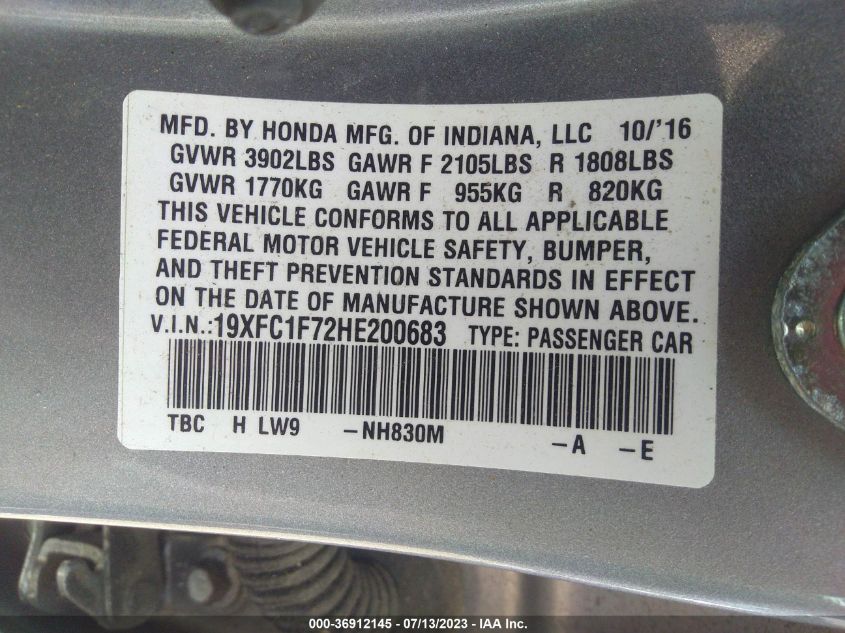 MFD. BY HONDA MFG. OF INDIANA, LLC 10/'16
GVWR 3902LBS GAWR F 2105LBS R 1808LBS
GVWR 1770KG GAWR F 955KG R 820KG
THIS VEHICLE CONFORMS TO ALL APPLICABLE
FEDERAL MOTOR VEHICLE SAFETY, BUMPER,
AND THEFT PREVENTION STANDARDS IN EFFECT
ON THE DATE OF MANUFACTURE SHOWN ABOVE.
V.I.N.:19XFC1F72HE200683 TYPE: PASSENGER CAR
TBC H LW9 -NH830M -A -E
000-36912145 - 07/13/2023 - IAA Inc.